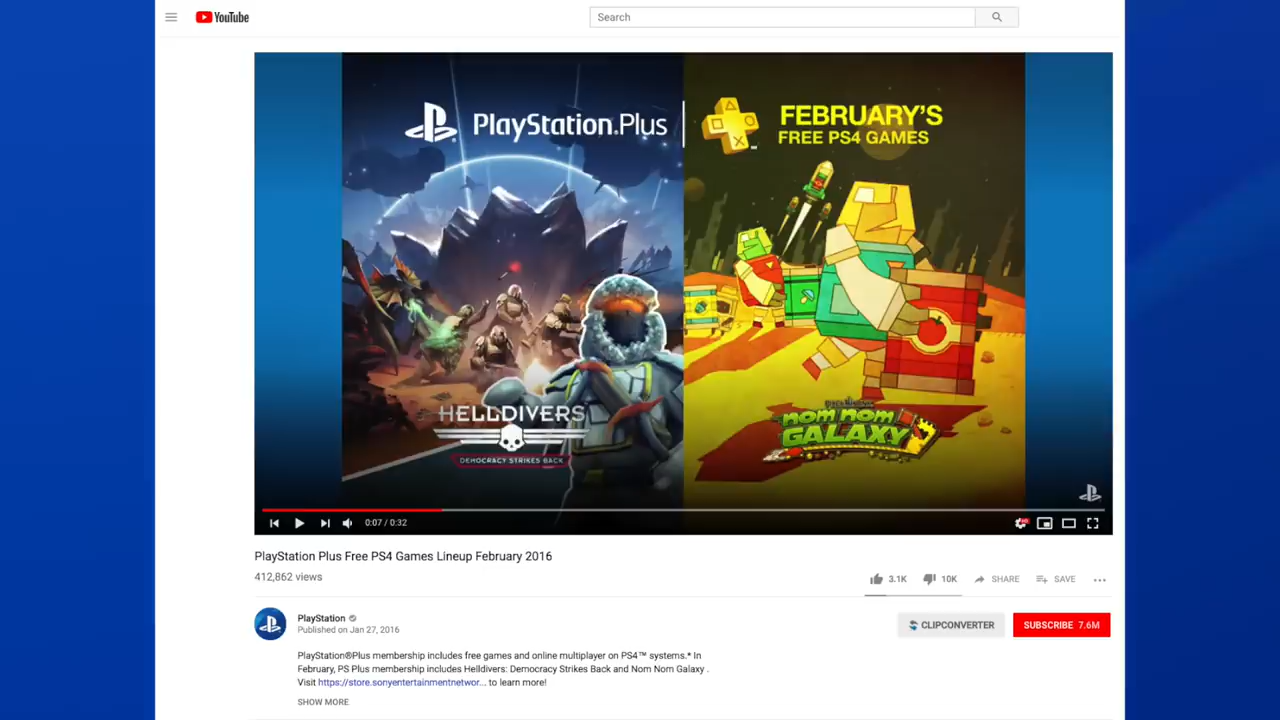 YouTube
Search
PlayStation.Plus
FEBRUARY'S
FREE PS4 GAMES
HELLDIVERS
DEMOCRACY STRIKES BACK
nom nom
GALAXY
0:07 / 0:32
PlayStation Plus Free PS4 Games Lineup February 2016
412,862 views
3.1K
10K
SHARE
SAVE
PlayStation
Published on Jan 27, 2016
CLIPCONVERTER
SUBSCRIBE 7.6M
PlayStation®Plus membership includes free games and online multiplayer on PS4™ systems.* In
February, PS Plus membership includes Helldivers: Democracy Strikes Back and Nom Nom Galaxy .
Visit https://store.sonyentertainmentnetwor... to learn more!
SHOW MORE